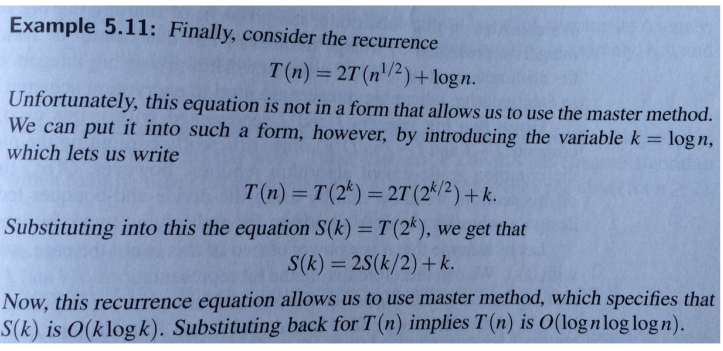 Example 5.11: Finally, consider the recurrence
T(n) = 2T(n^{1/2}) + log n.
Unfortunately, this equation is not in a form that allows us to use the master method.
We can put it into such a form, however, by introducing the variable k = log n,
which lets us write
T(n) = T(2^k) = 2T(2^{k/2}) + k.
Substituting into this the equation S(k) = T(2^k), we get that
S(k) = 2S(k/2) + k.
Now, this recurrence equation allows us to use master method, which specifies that
S(k) is O(k log k). Substituting back for T(n) implies T(n) is O(log n log log n).